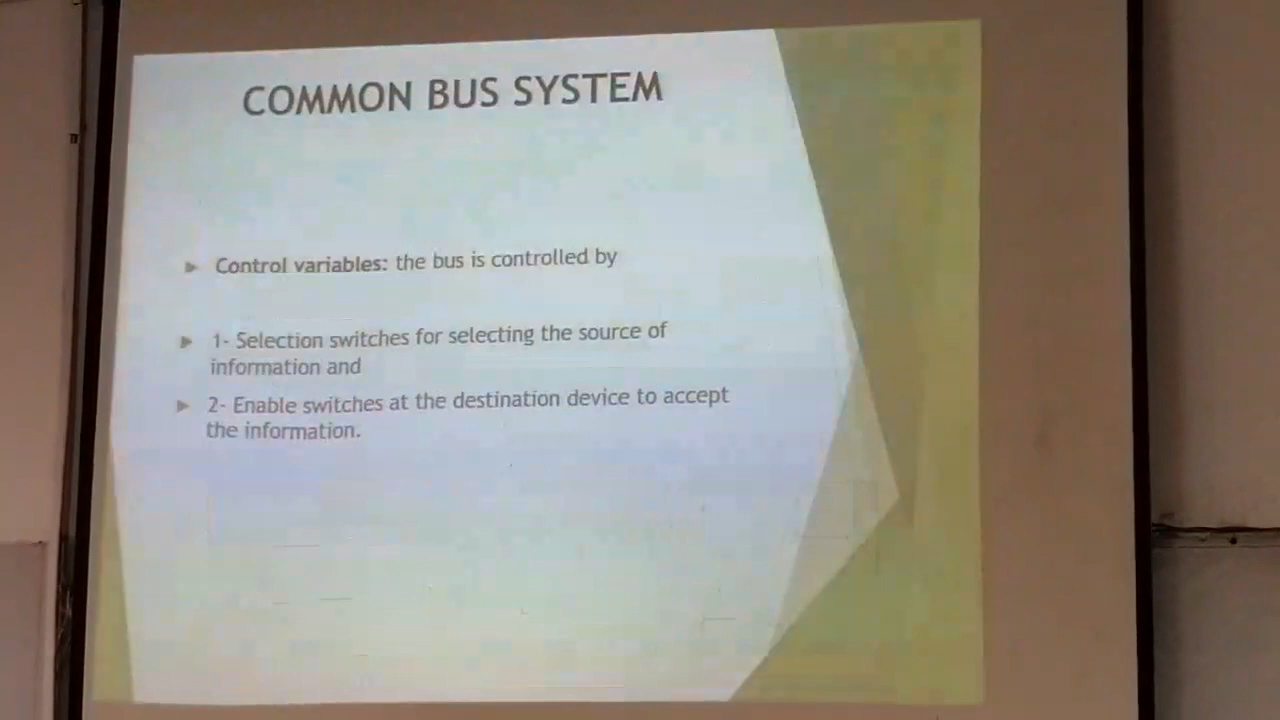 COMMON BUS SYSTEM
Control variables: the bus is controlled by
1- Selection switches for selecting the source of
information and
2- Enable switches at the destination device to accept
the information.